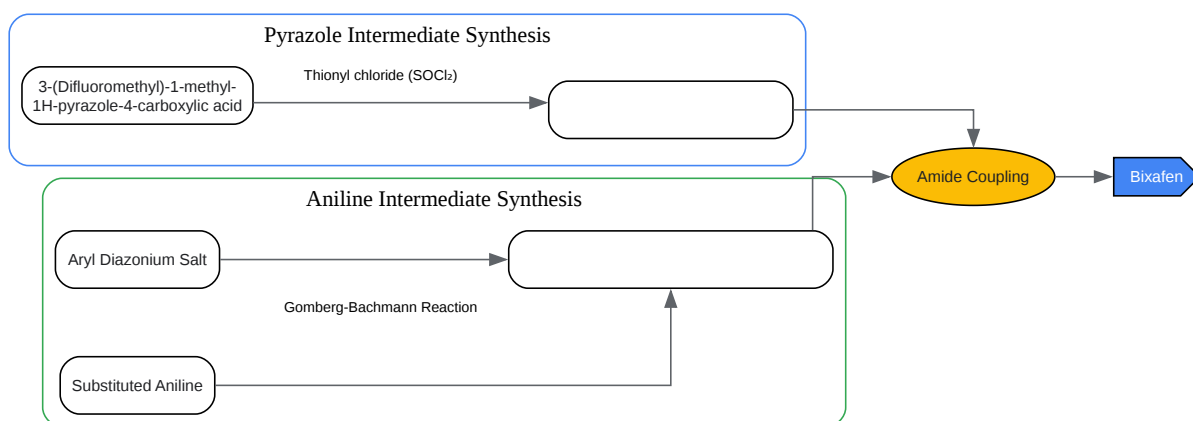 Pyrazole Intermediate Synthesis
3-(Difluoromethyl)-1-methyl-
1H-pyrazole-4-carboxylic acid
Thionyl chloride (SOCl₂)
Amide Coupling
Bixafen
Aniline Intermediate Synthesis
Aryl Diazonium Salt
Gomberg-Bachmann Reaction
Substituted Aniline